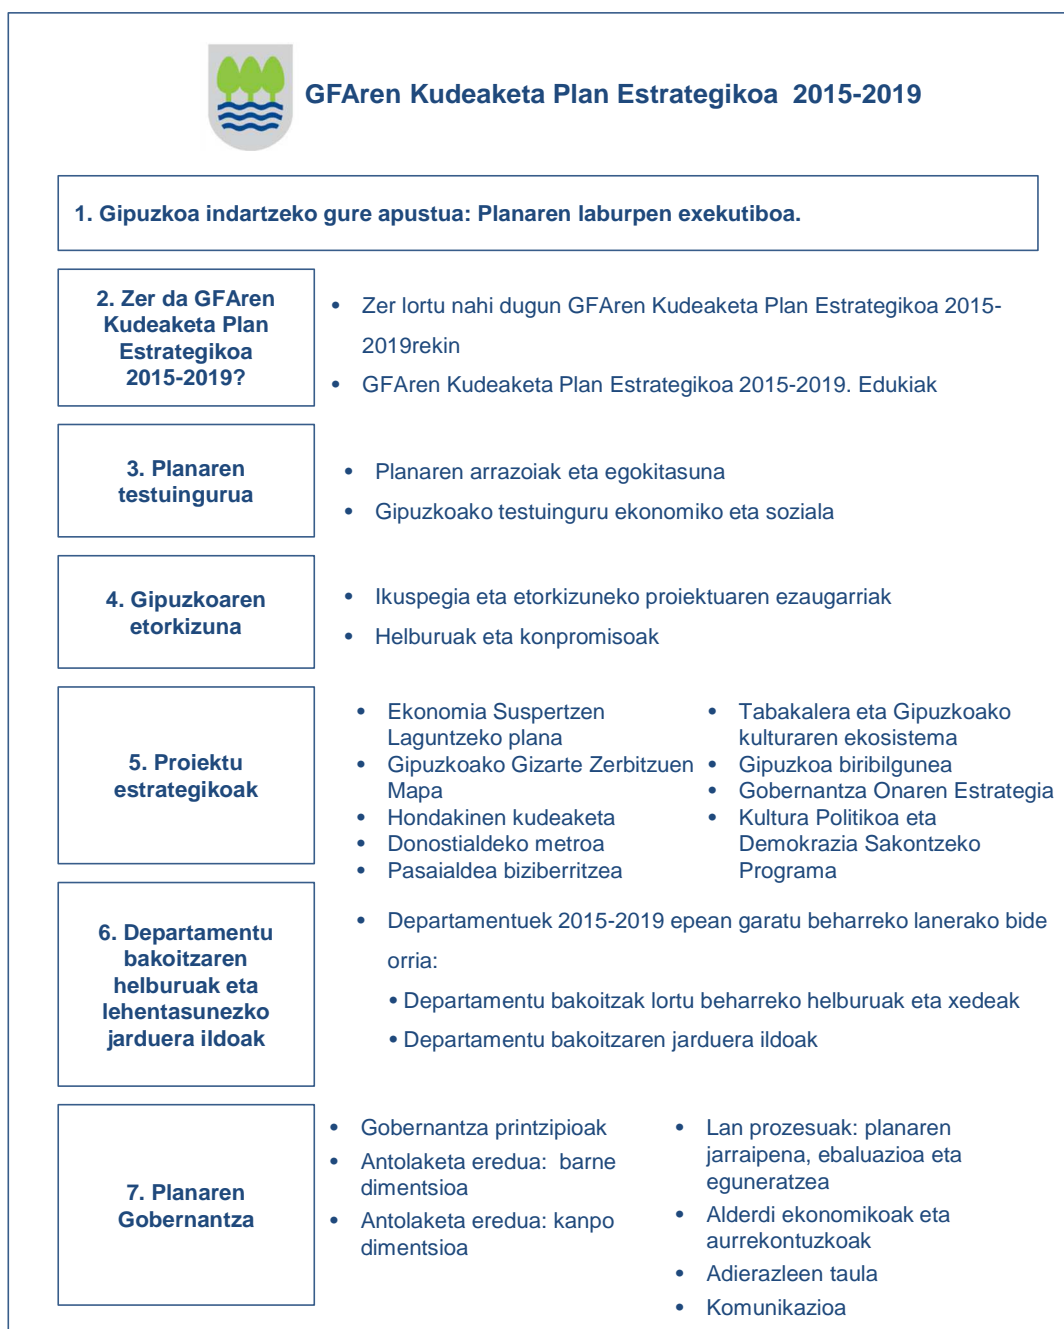 GFAren Kudeaketa Plan Estrategikoa 2015-2019
1. Gipuzkoa indartzeko gure apustua: Planaren laburpen exekutiboa.
2. Zer da GFAren
Kudeaketa Plan
Estrategikoa
2015-2019?
• Zer lortu nahi dugun GFAren Kudeaketa Plan Estrategikoa 2015-
2019rekin
• GFAren Kudeaketa Plan Estrategikoa 2015-2019. Edukiak
3. Planaren
testuingurua
• Planaren arrazoiak eta egokitasuna
• Gipuzkoako testuinguru ekonomiko eta soziala
4. Gipuzkoaren
etorkizuna
• Ikuspegia eta etorkizuneko proiektuaren ezaugarriak
• Helburuak eta konpromisoak
5. Proiektu
estrategikoak
• Ekonomia Suspertzen
Laguntzeko plana
• Gipuzkoako Gizarte Zerbitzuen
Mapa
• Hondakinen kudeaketa
• Donostialdeko metroa
• Pasaialdea biziberritzea
• Tabakalera eta Gipuzkoako
kulturaren ekosistema
• Gipuzkoa biribilgunea
• Gobernantza Onaren Estrategia
• Kultura Politikoa eta
Demokrazia Sakontzeko
Programa
6. Departamentu
bakoitzaren
helburuak eta
lehentasunezko
jarduera ildoak
• Departamentuek 2015-2019 epean garatu beharreko lanerako bide
orria:
• Departamentu bakoitzak lortu beharreko helburuak eta xedeak
• Departamentu bakoitzaren jarduera ildoak
7. Planaren
Gobernantza
• Gobernantza printzipioak
• Antolaketa eredua: barne
dimentsioa
• Antolaketa eredua: kanpo
dimentsioa
• Lan prozesuak: planaren
jarraipena, ebaluazioa eta
eguneratzea
• Alderdi ekonomikoak eta
aurrekontuzkoak
• Adierazleen taula
• Komunikazioa